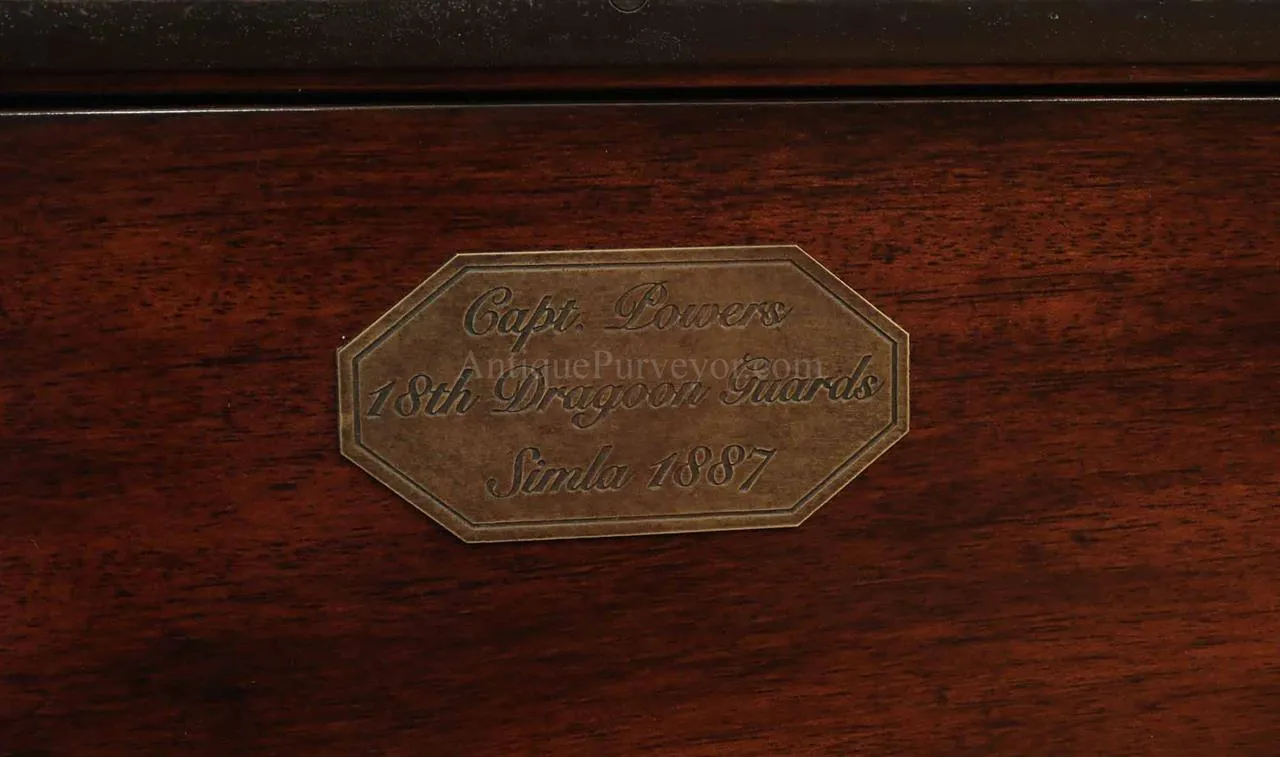 Capt. Powers
AntiquePurveyor.com
18th Dragoon Guards
Simla 1887